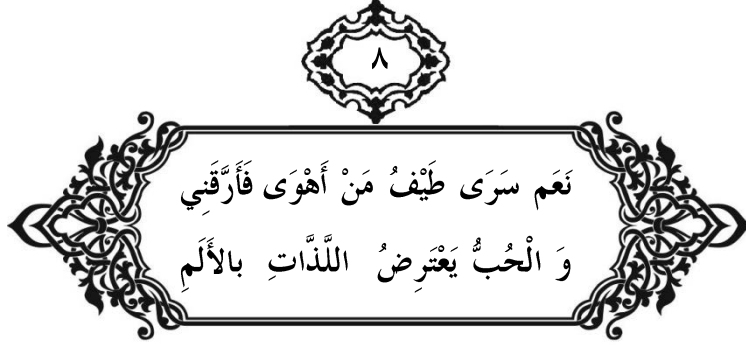 ٨
نَعَم سَرَى طَيْفُ مَنْ أَهْوَى فَأَرَّقَنِي
وَ الْحُبُّ يَعْتَرِضُ اللَّذَّاتِ بالأَلَمِ